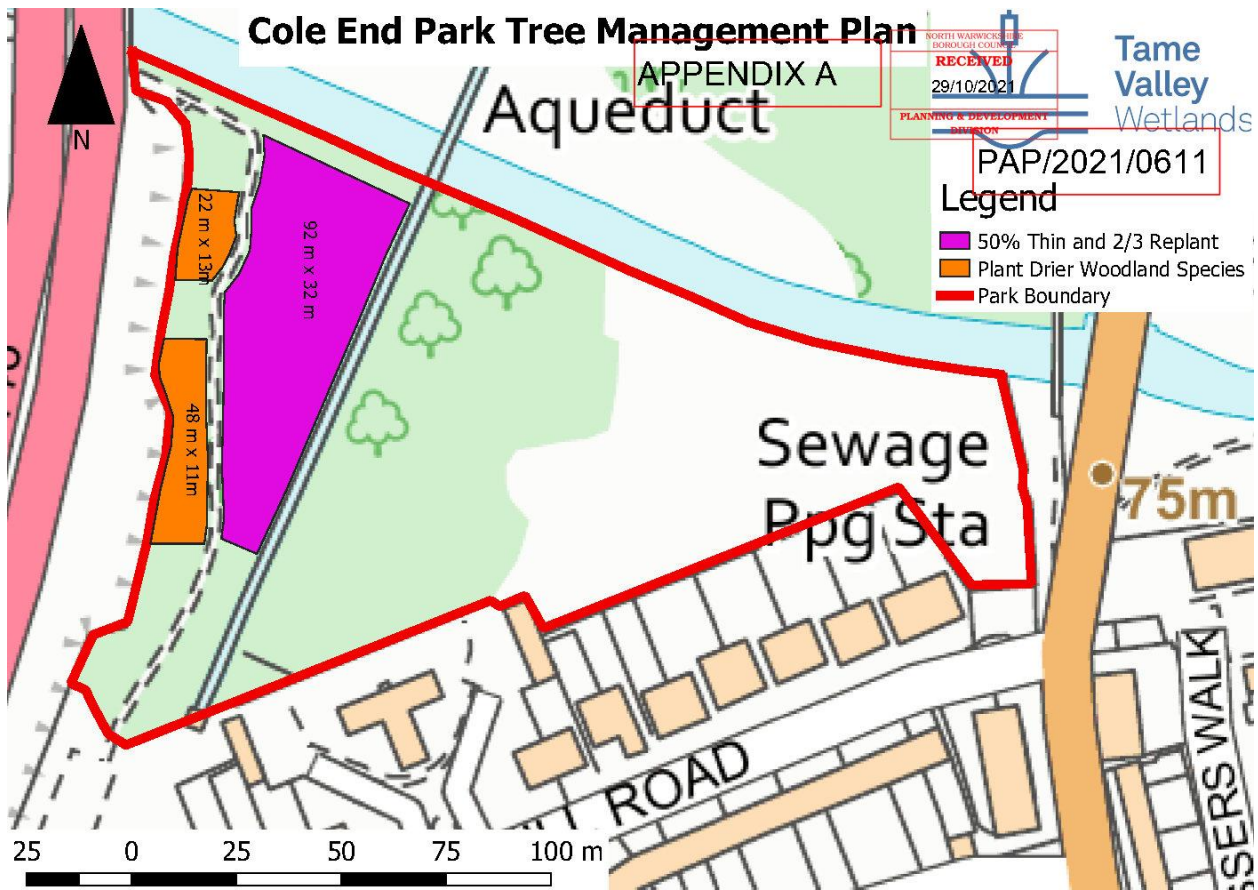 Cole End Park Tree Management Plan
APPENDIX A
NORTH WARWICKSHIRE
BOROUGH COUNCIL
RECEIVED
29/10/2021
PLANNING & DEVELOPMENT
DIVISION
Tame
Valley
Wetlands
PAP/2021/0611
Legend
50% Thin and 2/3 Replant
Plant Drier Woodland Species
Park Boundary
N
Aqueduct
22 m x 13m
92 m x 32 m
48 m x 11m
Sewage
Ppg Sta
75m
ROAD
SSERS WALK
25 0 25 50 75 100 m